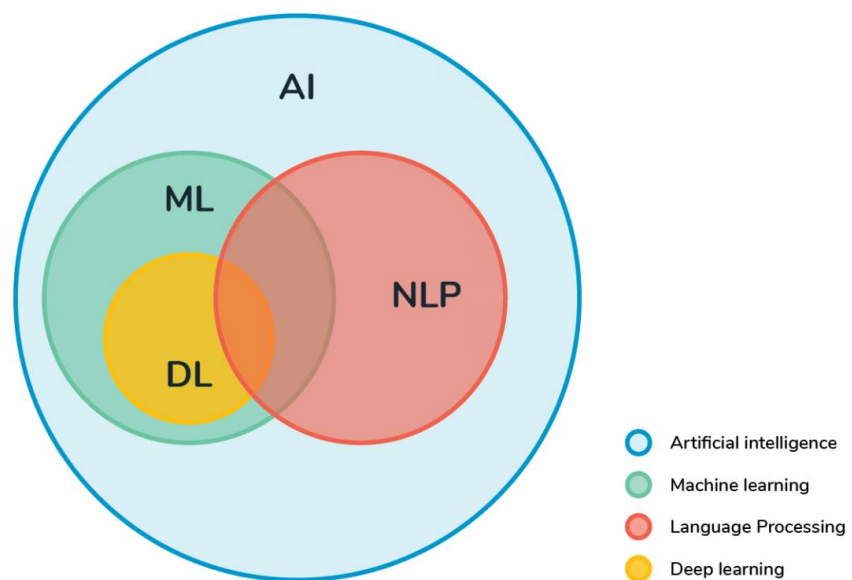 AI
ML
NLP
DL
Artificial intelligence
Machine learning
Language Processing
Deep learning